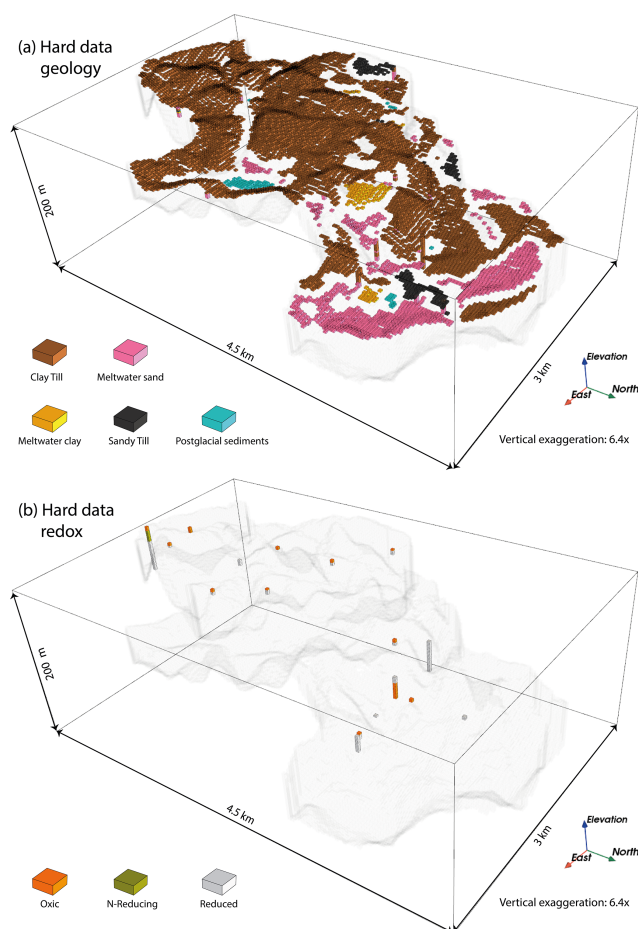 (a) Hard data
geology
200 m
4.5 km
3 km
Clay Till
Meltwater sand
Meltwater clay
Sandy Till
Postglacial sediments
Elevation
East
North
Vertical exaggeration: 6.4x
(b) Hard data
redox
200 m
4.5 km
3 km
Oxic
N-Reducing
Reduced
Elevation
East
North
Vertical exaggeration: 6.4x